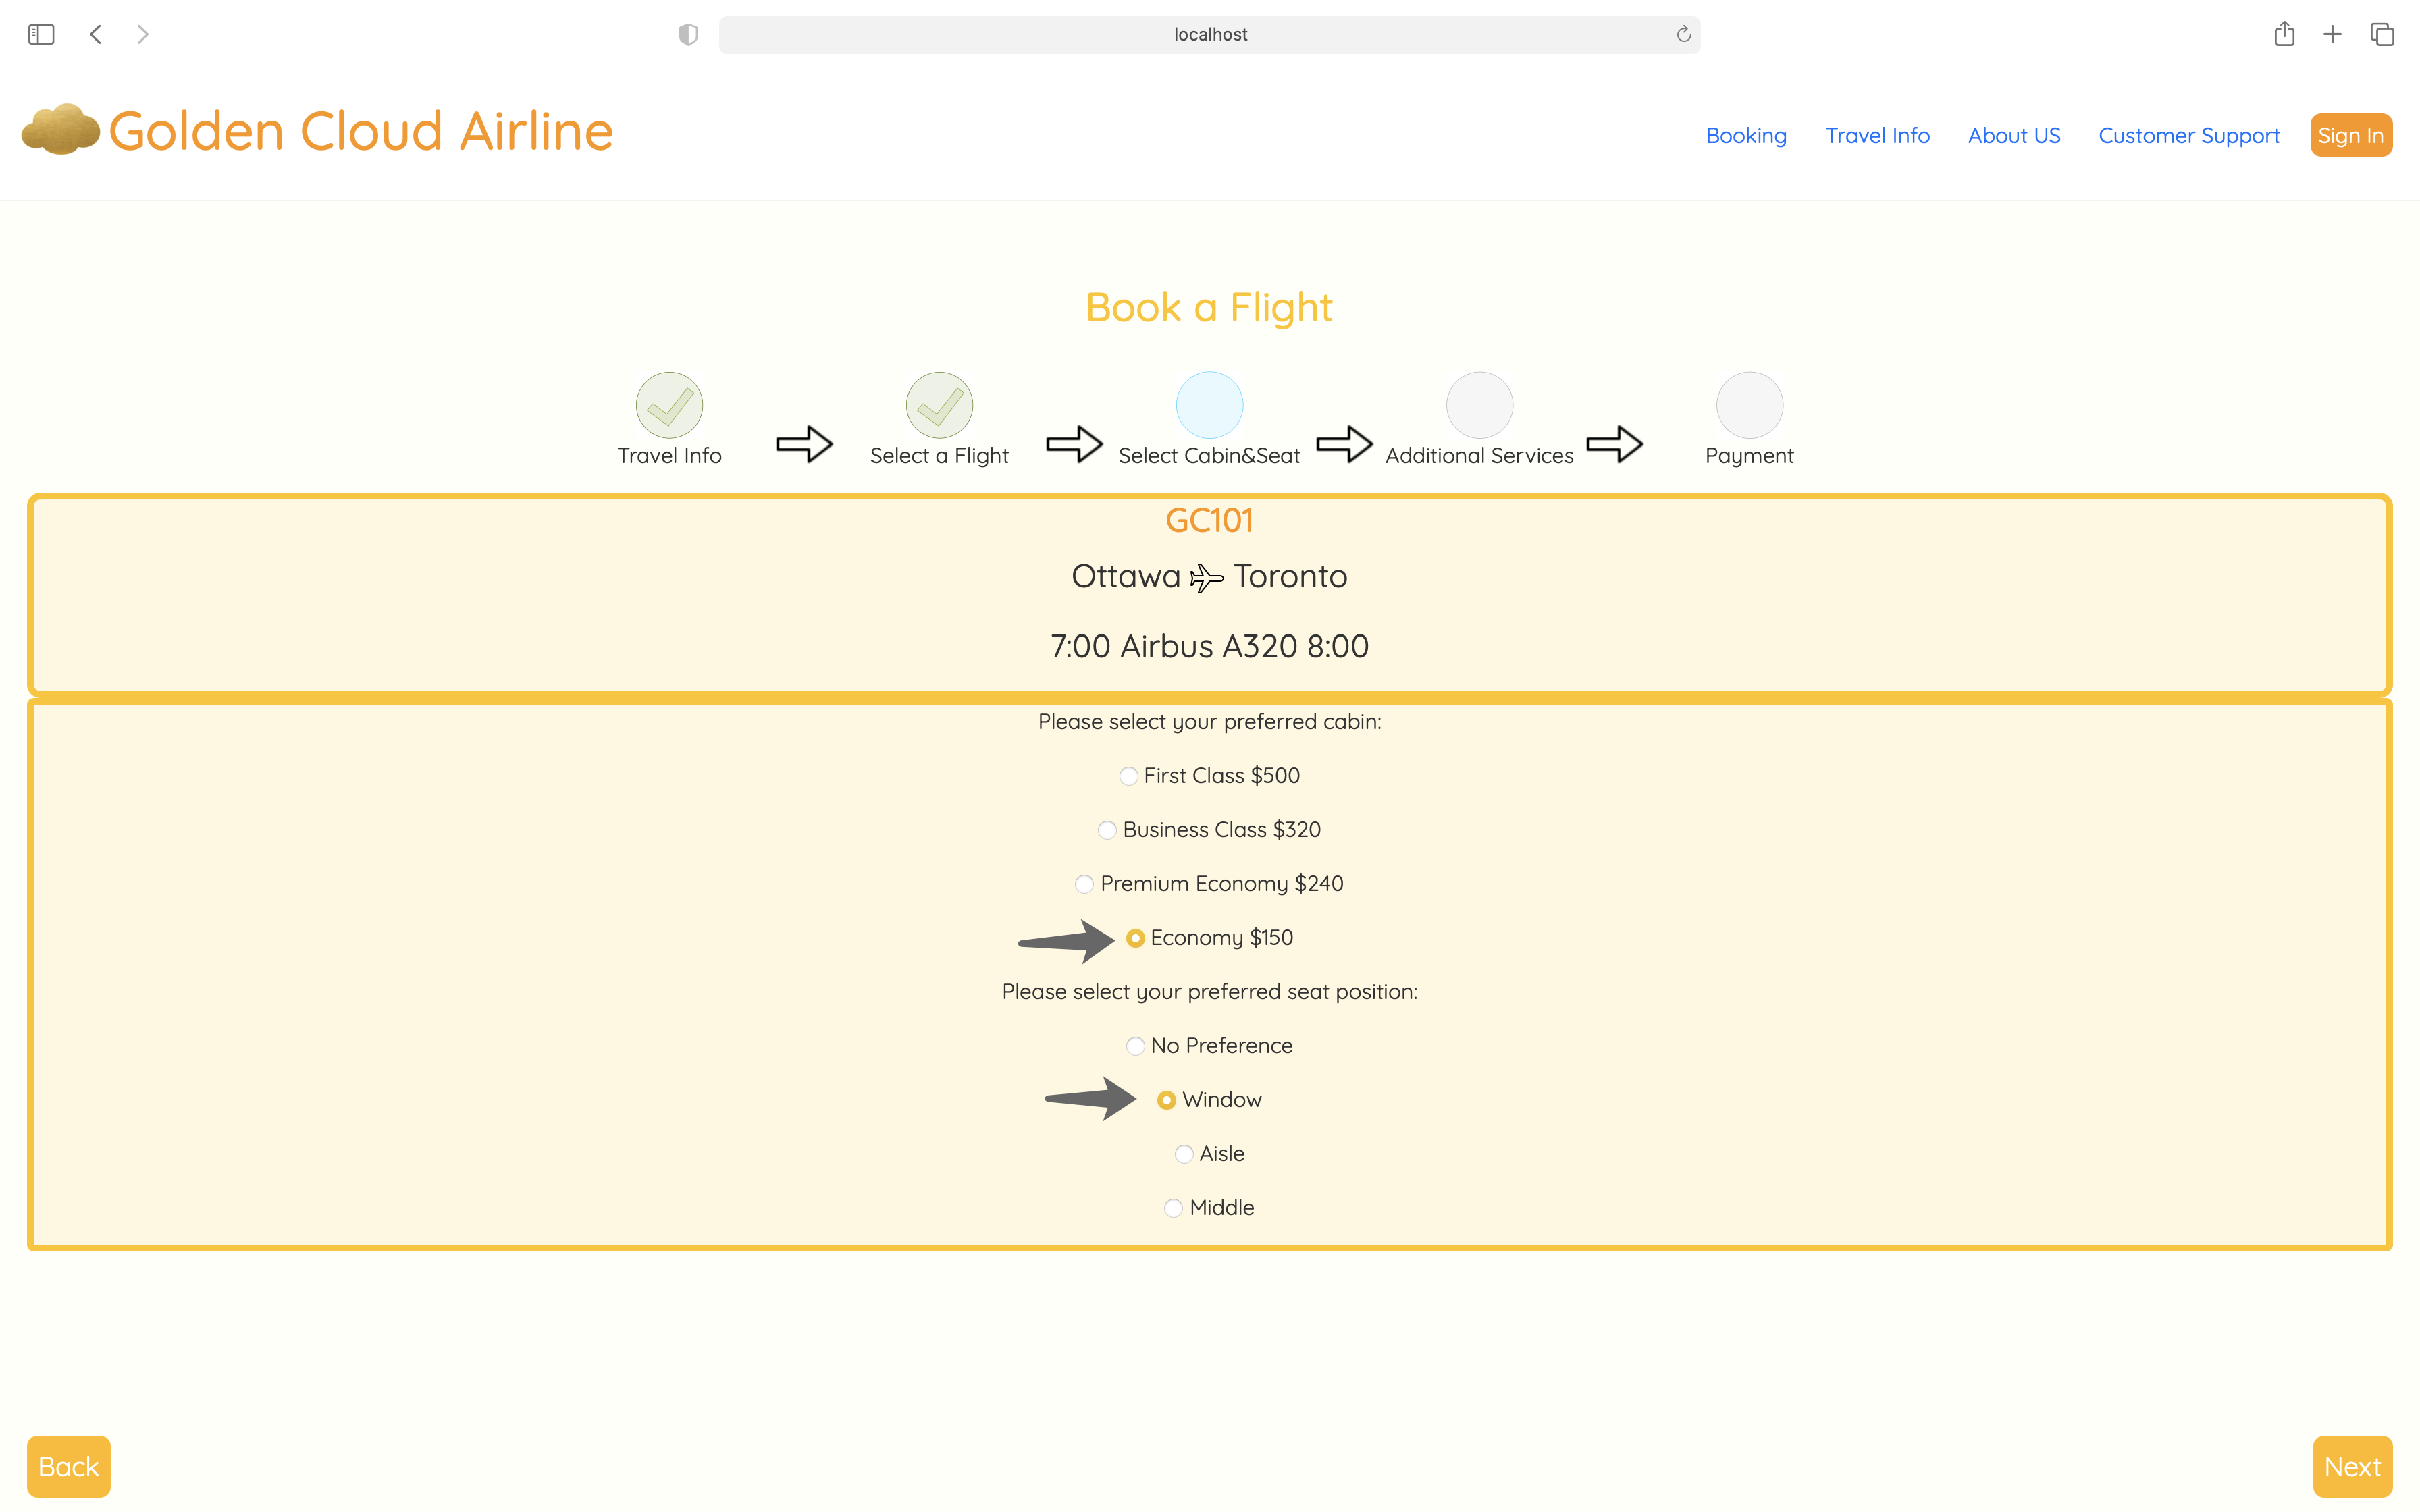 localhost
Golden Cloud Airline
Booking Travel Info About US Customer Support Sign In
Book a Flight
Travel Info Select a Flight Select Cabin&Seat Additional Services Payment
GC101
Ottawa Toronto
7:00 Airbus A320 8:00
Please select your preferred cabin:
First Class $500
Business Class $320
Premium Economy $240
Economy $150
Please select your preferred seat position:
No Preference
Window
Aisle
Middle
Back Next